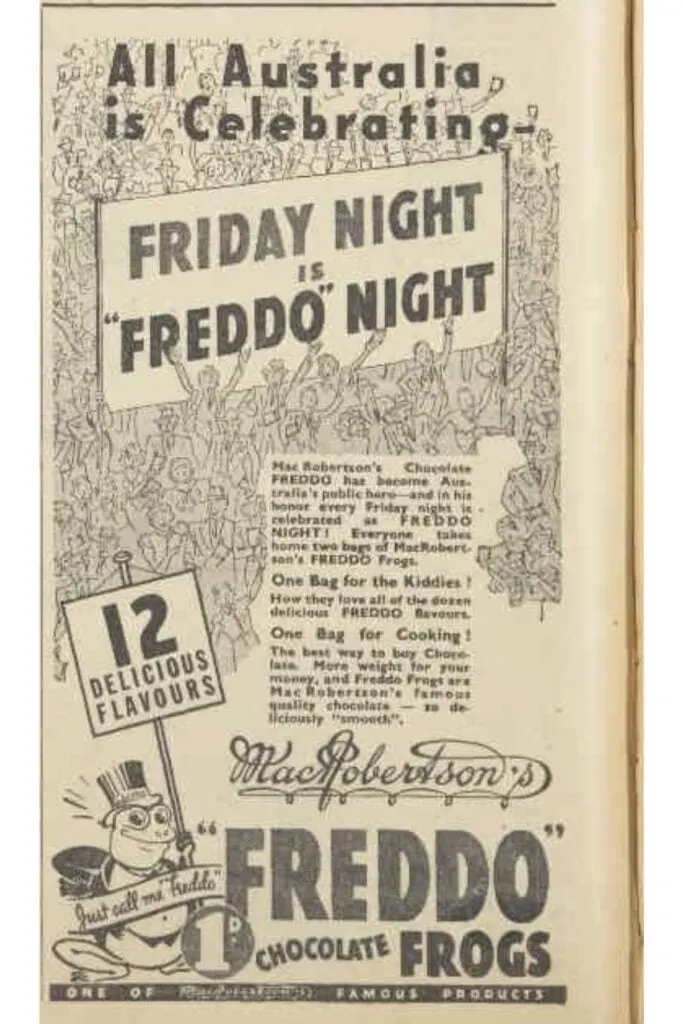 All Australia
is Celebrating-
FRIDAY NIGHT
IS
"FREDDO" NIGHT
MacRobertson's Chocolate
FREDDO has become Aus-
tralia's public hero—and in his
honor every Friday night is
celebrated as FREDDO
NIGHT! Everyone takes
home two bags of MacRobert-
son's FREDDO Frogs.
One Bag for the Kiddies!
How they love all of the dozen
delicious FREDDO flavours.
One Bag for Cooking!
The best way to buy Choco-
late. More weight for your
money, and Freddo Frogs are
MacRobertson's famous
quality chocolate — so de-
liciously "smooth".
12
DELICIOUS
FLAVOURS
MacRobertson's
Just call me "Freddo"
"FREDDO"
1D.
CHOCOLATE FROGS
ONE OF MacRobertson's FAMOUS PRODUCTS